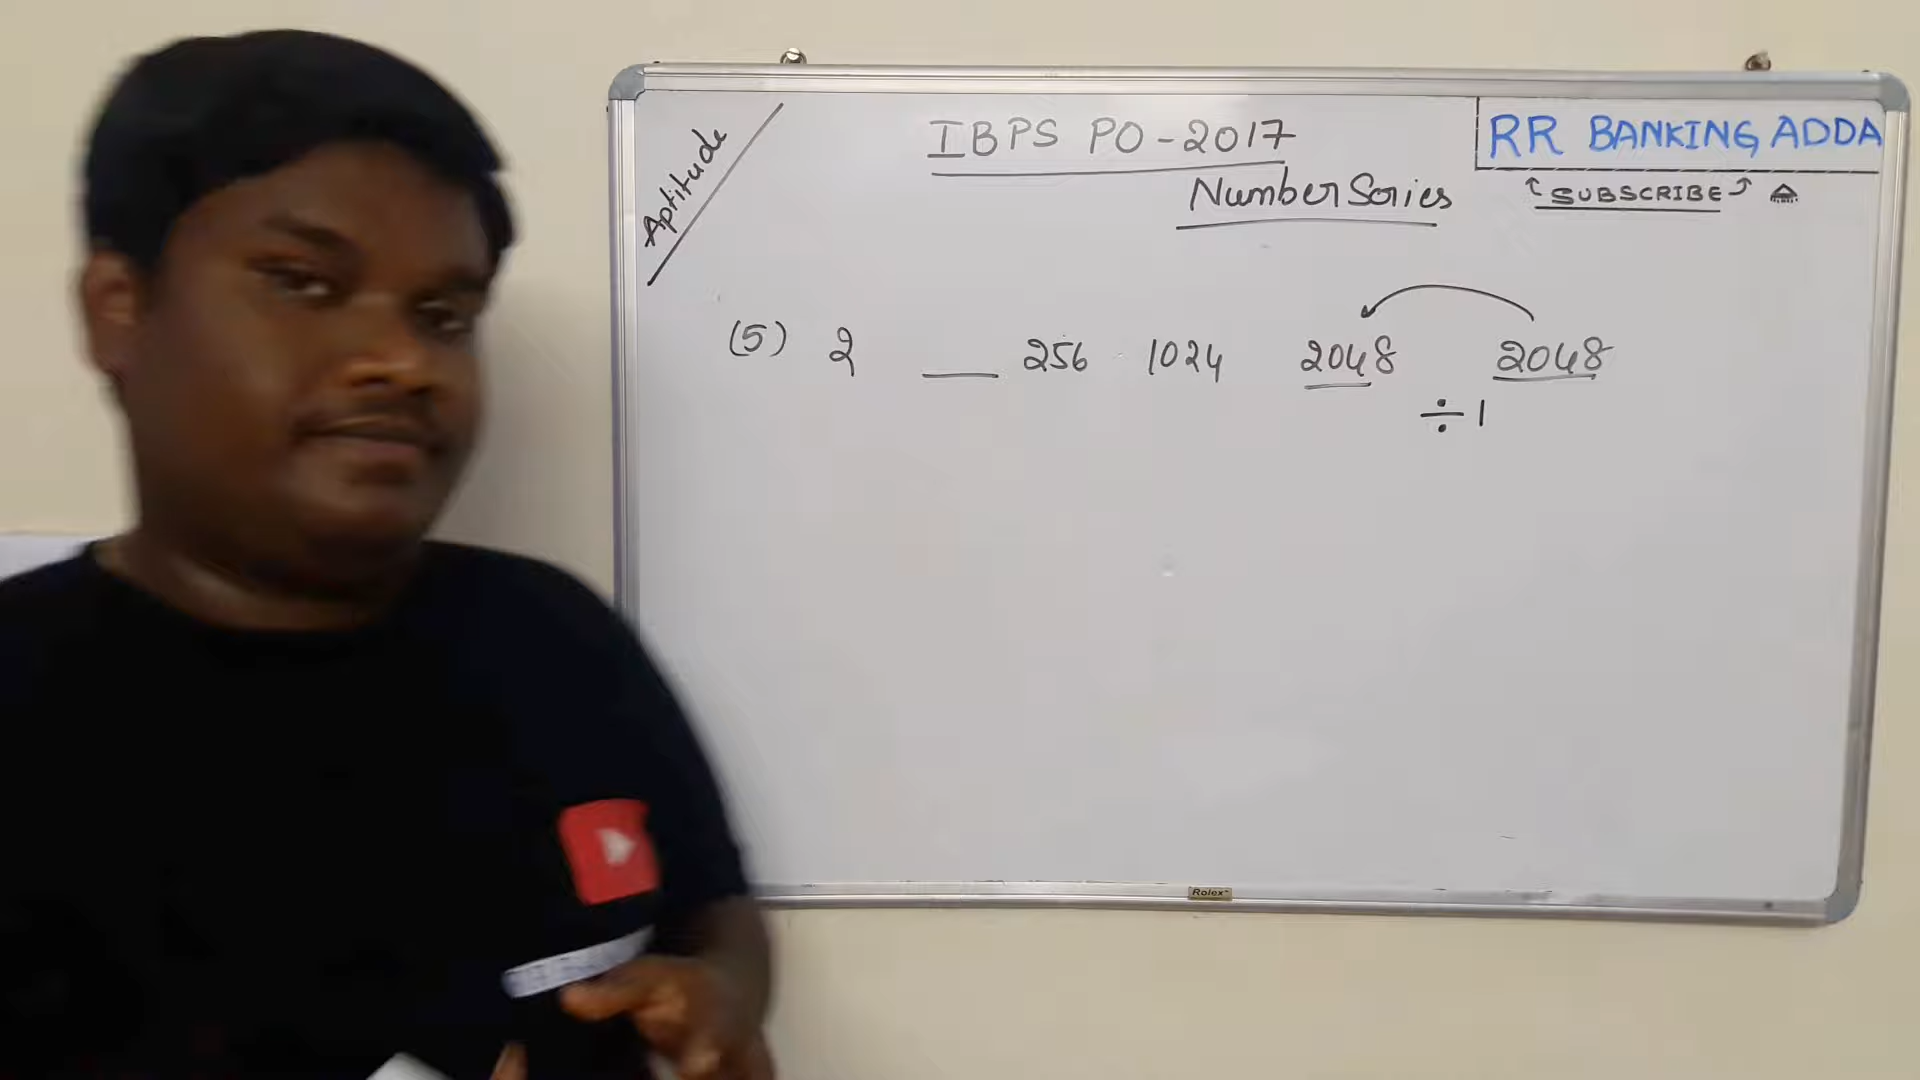 Aptitude
IBPS PO - 2017
RR BANKING ADDA
Number Series
SUBSCRIBE
(5) 2 __ 256 1024 2048 2048
÷ 1
Rolex